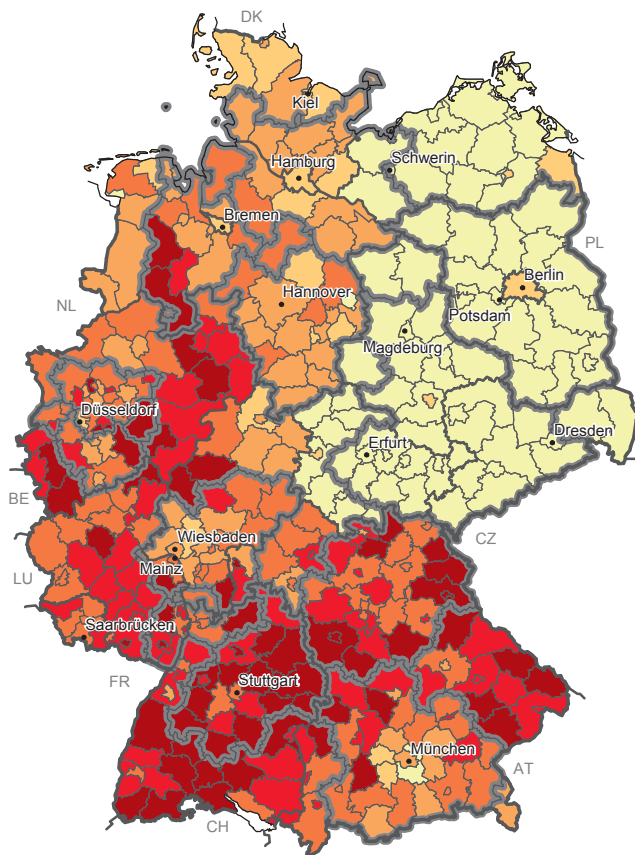 DK
Kiel
Schwerin
Hamburg
Bremen
PL
Berlin
Hannover
NL
Potsdam
Magdeburg
Düsseldorf
Dresden
Erfurt
BE
Wiesbaden
CZ
Mainz
LU
Saarbrücken
FR
Stuttgart
München
AT
CH